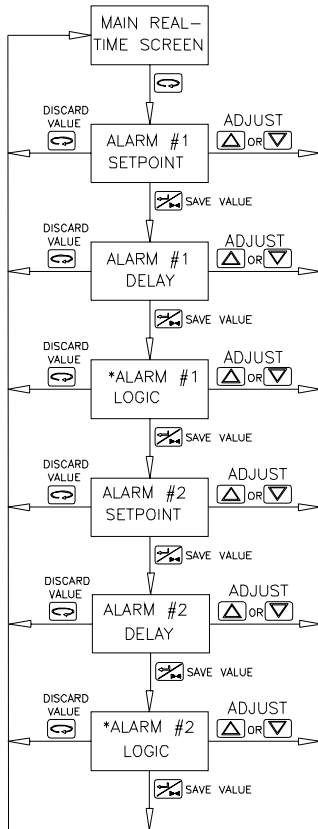 MAIN REAL-
TIME SCREEN
DISCARD
VALUE
ALARM #1
SETPOINT
ADJUST
OR
SAVE VALUE
DISCARD
VALUE
ALARM #1
DELAY
ADJUST
OR
SAVE VALUE
DISCARD
VALUE
*ALARM #1
LOGIC
ADJUST
OR
SAVE VALUE
DISCARD
VALUE
ALARM #2
SETPOINT
ADJUST
OR
SAVE VALUE
DISCARD
VALUE
ALARM #2
DELAY
ADJUST
OR
SAVE VALUE
DISCARD
VALUE
*ALARM #2
LOGIC
ADJUST
OR
SAVE VALUE